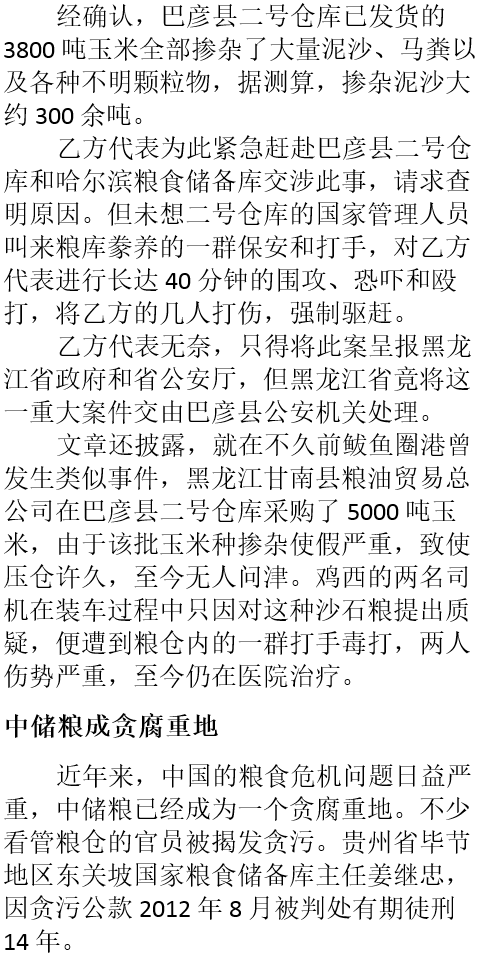 经确认，巴彦县二号仓库已发货的
3800 吨玉米全部掺杂了大量泥沙、马粪以
及各种不明颗粒物，据测算，掺杂泥沙大
约 300 余吨。
乙方代表为此紧急赶赴巴彦县二号仓
库和哈尔滨粮食储备库交涉此事，请求查
明原因。但未想二号仓库的国家管理人员
叫来粮库豢养的一群保安和打手，对乙方
代表进行长达 40 分钟的围攻、恐吓和殴
打，将乙方的几人打伤，强制驱赶。
乙方代表无奈，只得将此案呈报黑龙
江省政府和省公安厅，但黑龙江省竟将这
一重大案件交由巴彦县公安机关处理。
文章还披露，就在不久前鲅鱼圈港曾
发生类似事件，黑龙江甘南县粮油贸易总
公司在巴彦县二号仓库采购了 5000 吨玉
米，由于该批玉米种掺杂使假严重，致使
压仓许久，至今无人问津。鸡西的两名司
机在装车过程中只因对这种沙石粮提出质
疑，便遭到粮仓内的一群打手毒打，两人
伤势严重，至今仍在医院治疗。
中储粮成贪腐重地
近年来，中国的粮食危机问题日益严
重，中储粮已经成为一个贪腐重地。不少
看管粮仓的官员被揭发贪污。贵州省毕节
地区东关坡国家粮食储备库主任姜继忠，
因贪污公款 2012 年 8 月被判处有期徒刑
14 年。